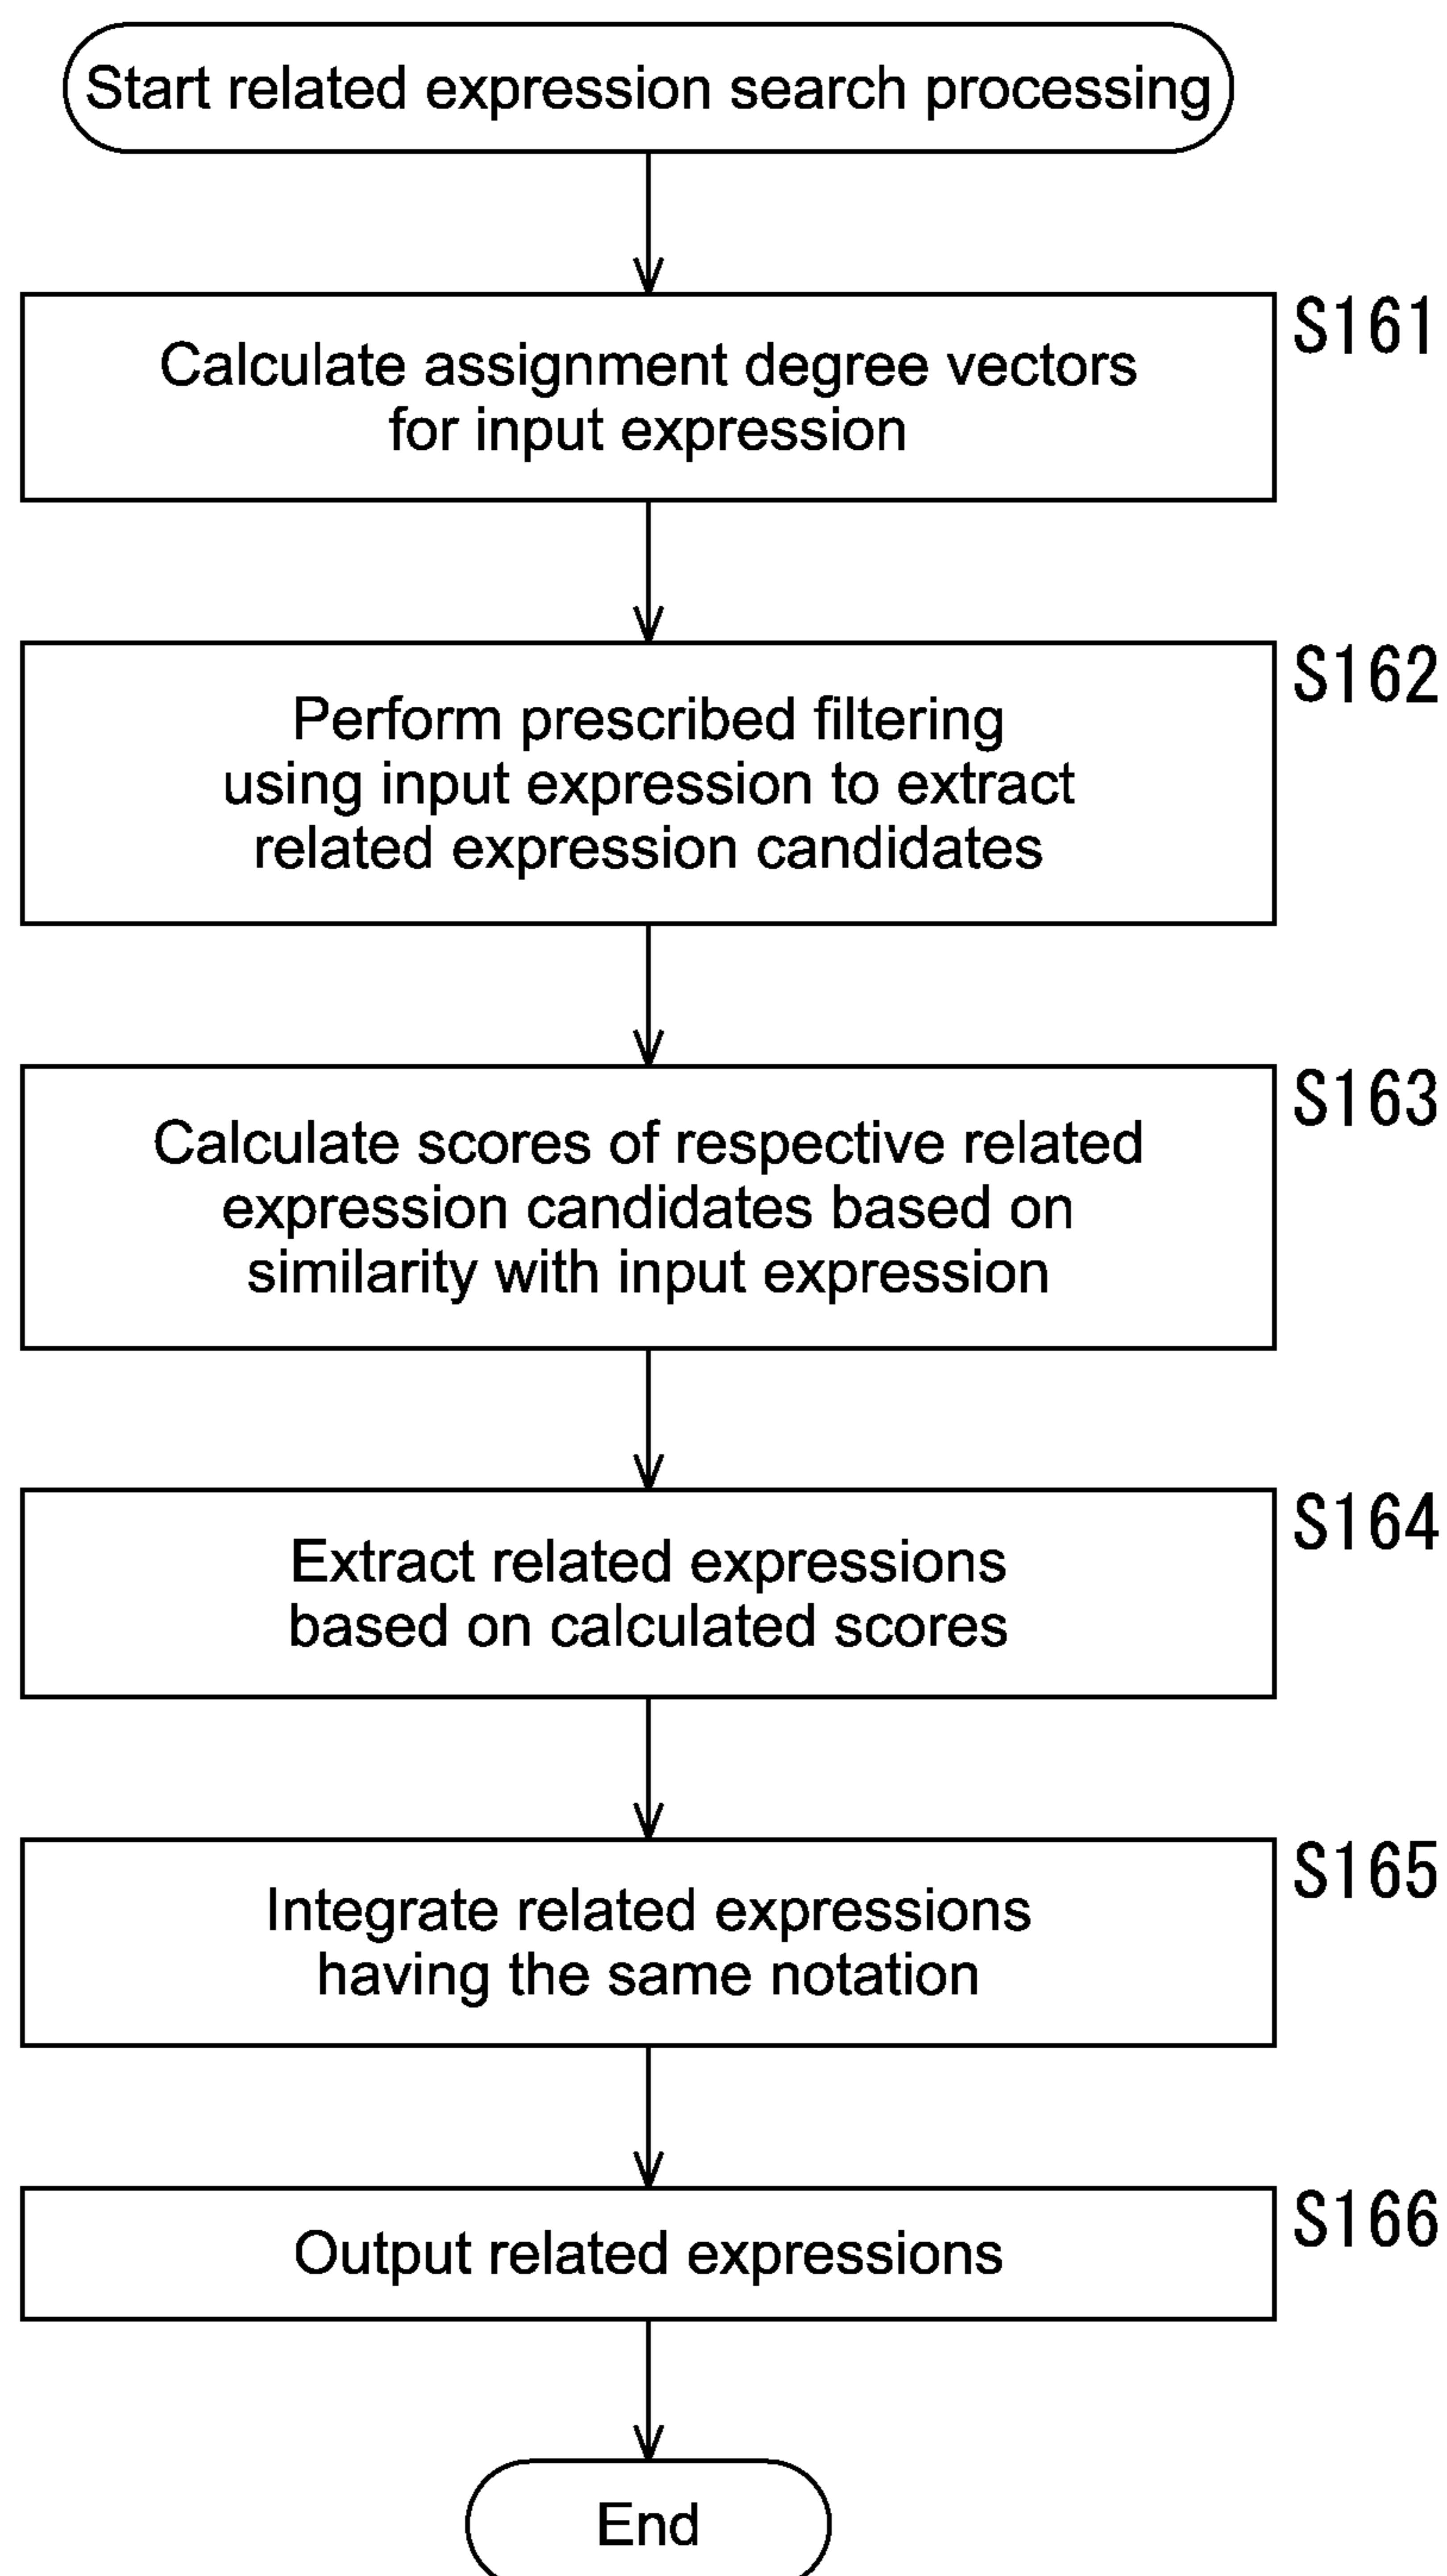 Start related expression search processing
S161
Calculate assignment degree vectors
for input expression
S162
Perform prescribed filtering
using input expression to extract
related expression candidates
S163
Calculate scores of respective related
expression candidates based on
similarity with input expression
S164
Extract related expressions
based on calculated scores
S165
Integrate related expressions
having the same notation
S166
Output related expressions
End